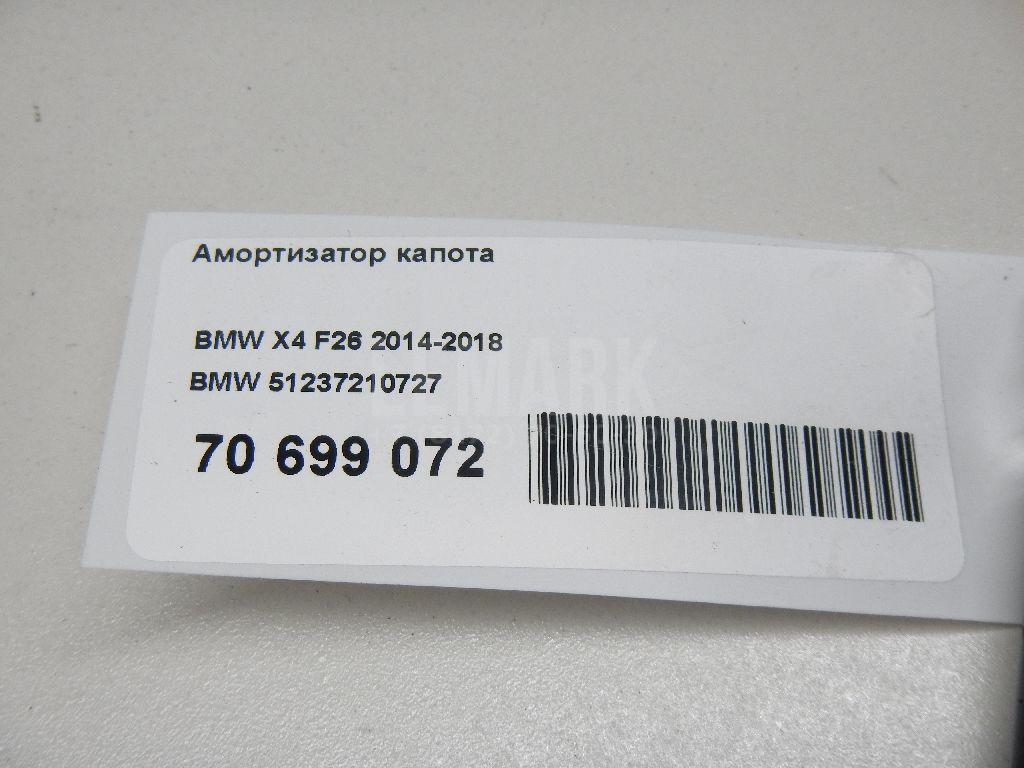 Амортизатор капота
BMW X4 F26 2014-2018
BMW 51237210727
70 699 072